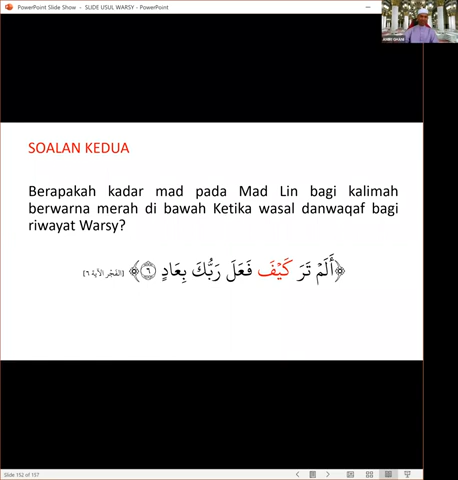 PowerPoint Slide Show - SLIDE USUL WARSY - PowerPoint
SOALAN KEDUA
Berapakah kadar mad pada Mad Lin bagi kalimah
berwarna merah di bawah Ketika wasal danwaqaf bagi
riwayat Warsy?
﴿أَلَمْ تَرَ كَيْفَ فَعَلَ رَبُّكَ بِعَادٍ ٦﴾ [الفجر الآية ٦]
Slide 152 of 157